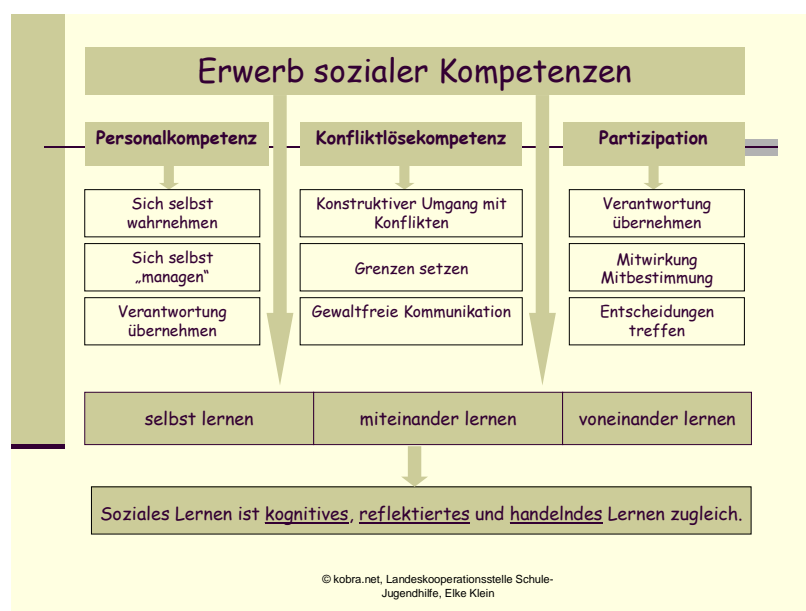 Erwerb sozialer Kompetenzen
Personalkompetenz
Konfliktlösekompetenz
Partizipation
Sich selbst
wahrnehmen
Sich selbst
„managen“
Verantwortung
übernehmen
Konstruktiver Umgang mit
Konflikten
Grenzen setzen
Gewaltfreie Kommunikation
Verantwortung
übernehmen
Mitwirkung
Mitbestimmung
Entscheidungen
treffen
selbst lernen
miteinander lernen
voneinander lernen
Soziales Lernen ist kognitives, reflektiertes und handelndes Lernen zugleich.
© kobra.net, Landeskooperationsstelle Schule-
Jugendhilfe, Elke Klein